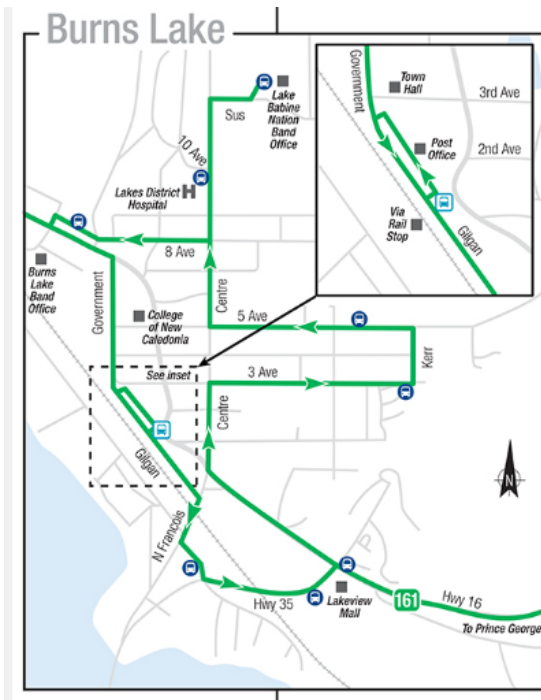 Burns Lake
Lake
Babine
Nation
Band
Office
Sus
10 Ave
Lakes District
Hospital
H
8 Ave
Burns
Lake
Band
Office
Government
College
of New
Caledonia
Centre
5 Ave
Kerr
See inset
3 Ave
Centre
Gilgan
N Francois
Hwy 35
Lakeview
Mall
161
Hwy 16
To Prince George
N
Government
Town
Hall
3rd Ave
Post
Office
2nd Ave
Via
Rail
Stop
Gilgan